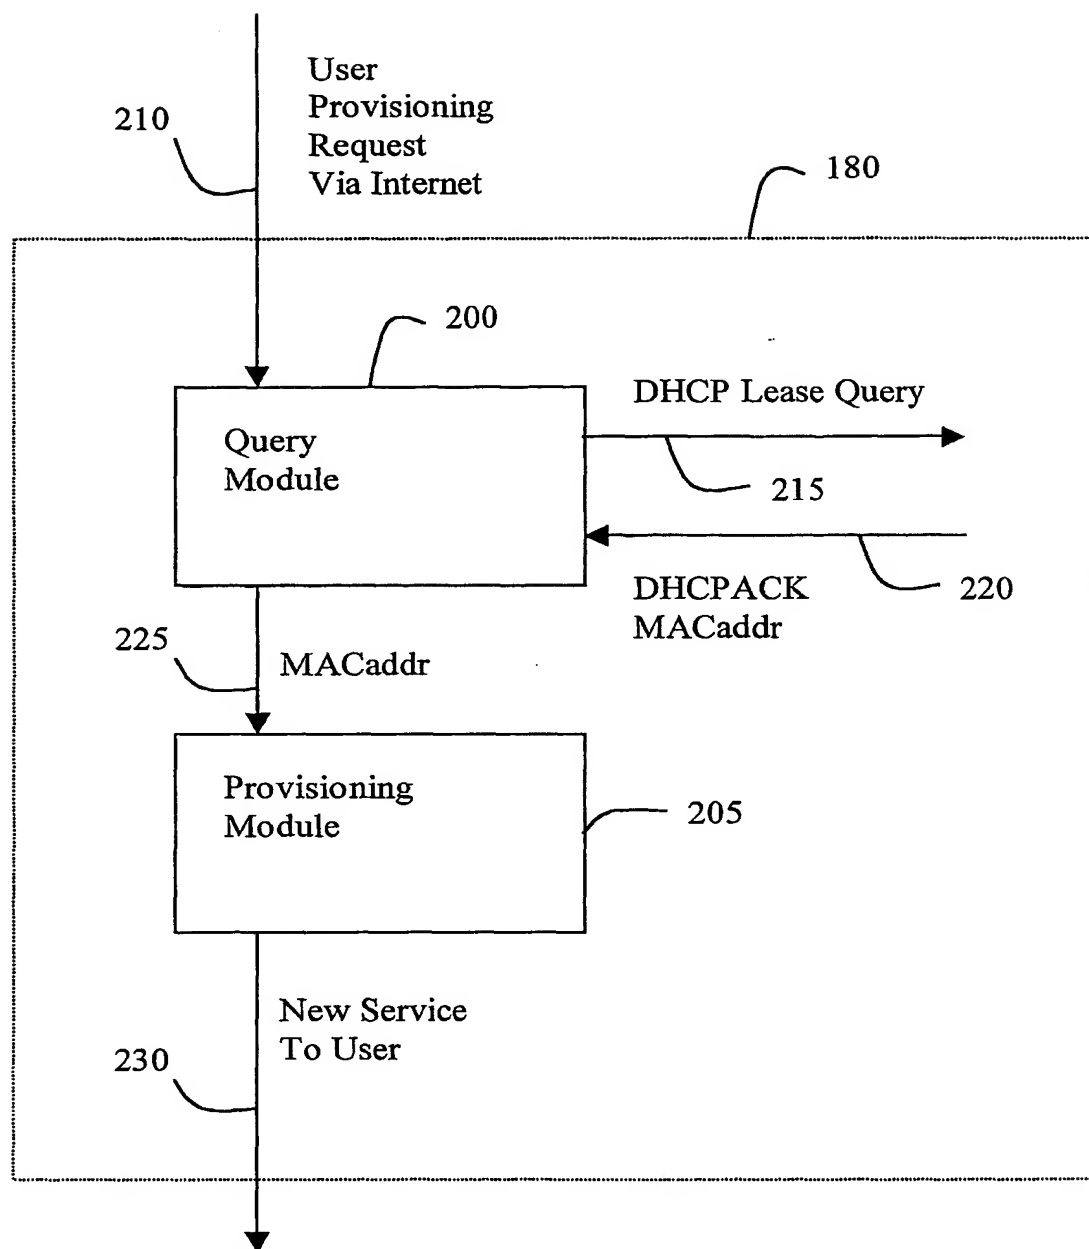 User
Provisioning
Request
Via Internet
210
180
200
DHCP Lease Query
Query
Module
215
DHCPACK
MACaddr
220
225
MACaddr
Provisioning
Module
205
New Service
To User
230